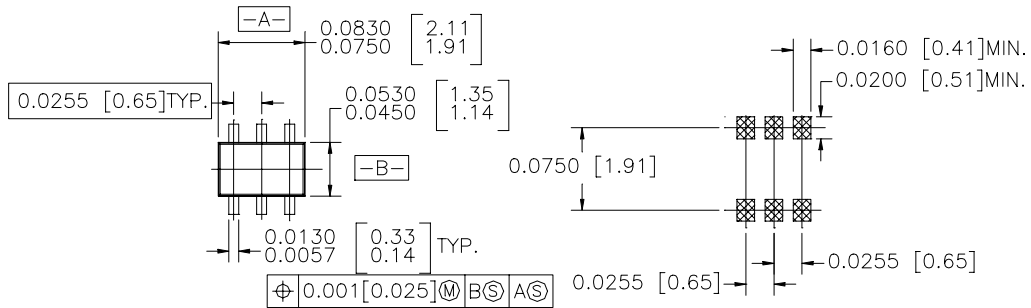 -A-
0.0830 [2.11]
0.0750 [1.91]
0.0160 [0.41]MIN.
0.0200 [0.51]MIN.
0.0255 [0.65]TYP.
0.0530 [1.35]
0.0450 [1.14]
-B-
0.0750 [1.91]
0.0130 [0.33] TYP.
0.0057 [0.14]
0.0255 [0.65]
0.0255 [0.65]
⌖ 0.001[0.025]Ⓜ BⓈ AⓈ